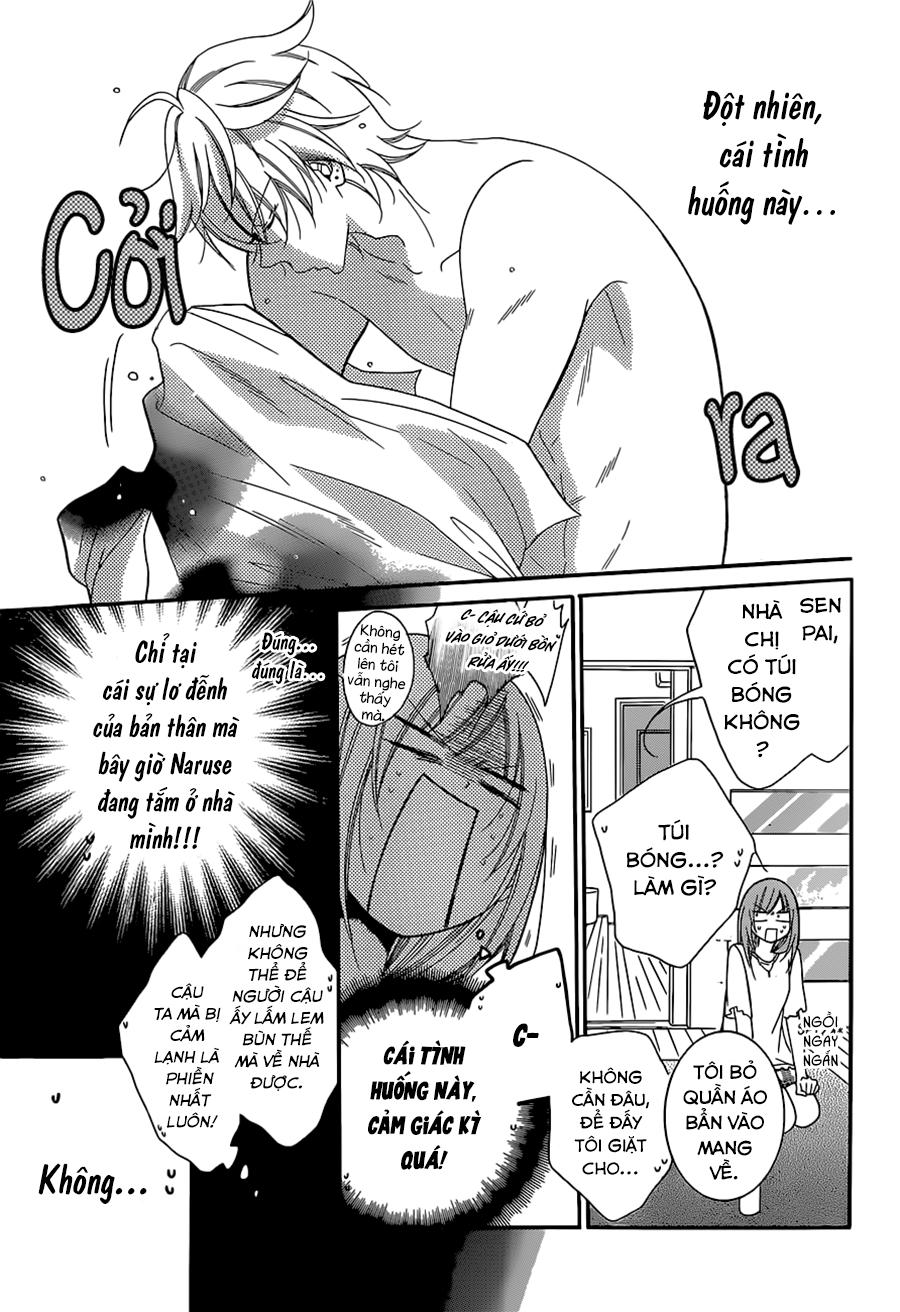 Đột nhiên,
cái tình
huống này...
Cởi
ra
SEN
PAI,
NHÀ
CHỊ
CÓ TÚI
BÓNG
KHÔNG
?
TÚI
BÓNG...?
LÀM GÌ?
NGỒI
NGAY
NGẮN
TÔI BỎ
QUẦN ÁO
BẨN VÀO
MANG
VỀ.
KHÔNG
CẦN ĐÂU,
ĐỂ ĐẤY
TÔI GIẶT
CHO...
C- CẬU CỨ BỎ
VÀO GIỎ DƯỚI BỒN
RỬA ẤY!!!
Không
cần hét
lên tôi
vẫn nghe
thấy
mà.
C-
CÁI TÌNH
HUỐNG NÀY,
CẢM GIÁC KÌ
QUÁ!
Đúng...
đúng là...
Chỉ tại
cái sự lơ đễnh
của bản thân mà
bây giờ Naruse
đang tắm ở nhà
mình!!!
NHƯNG
KHÔNG
THỂ ĐỂ
NGƯỜI CẬU
ẤY LẤM LEM
BÙN THẾ
MÀ VỀ NHÀ
ĐƯỢC.
CẬU
TA MÀ BỊ
CẢM
LẠNH LÀ
PHIỀN
NHẤT
LUÔN!
Không...